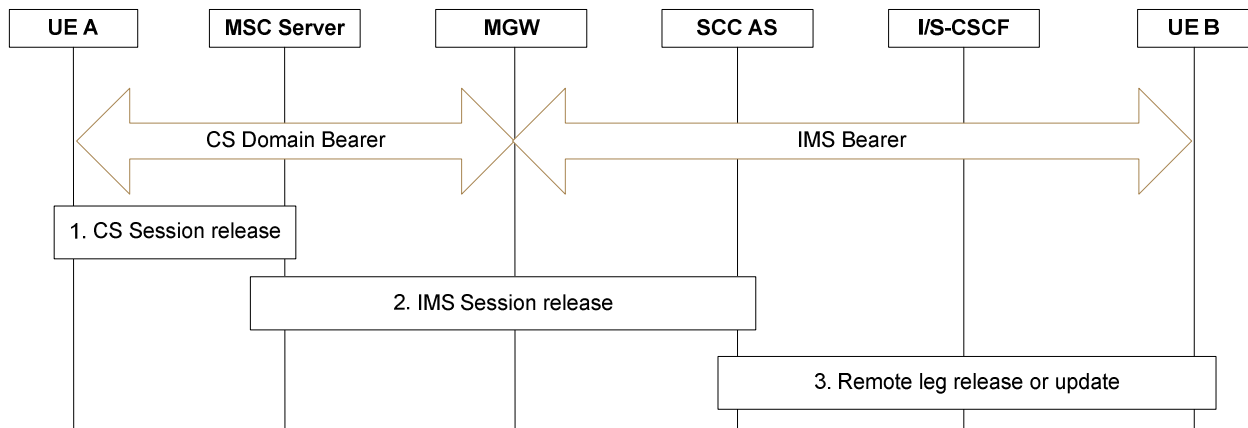 UE A
MSC Server
MGW
SCC AS
I/S-CSCF
UE B
CS Domain Bearer
IMS Bearer
1. CS Session release
2. IMS Session release
3. Remote leg release or update